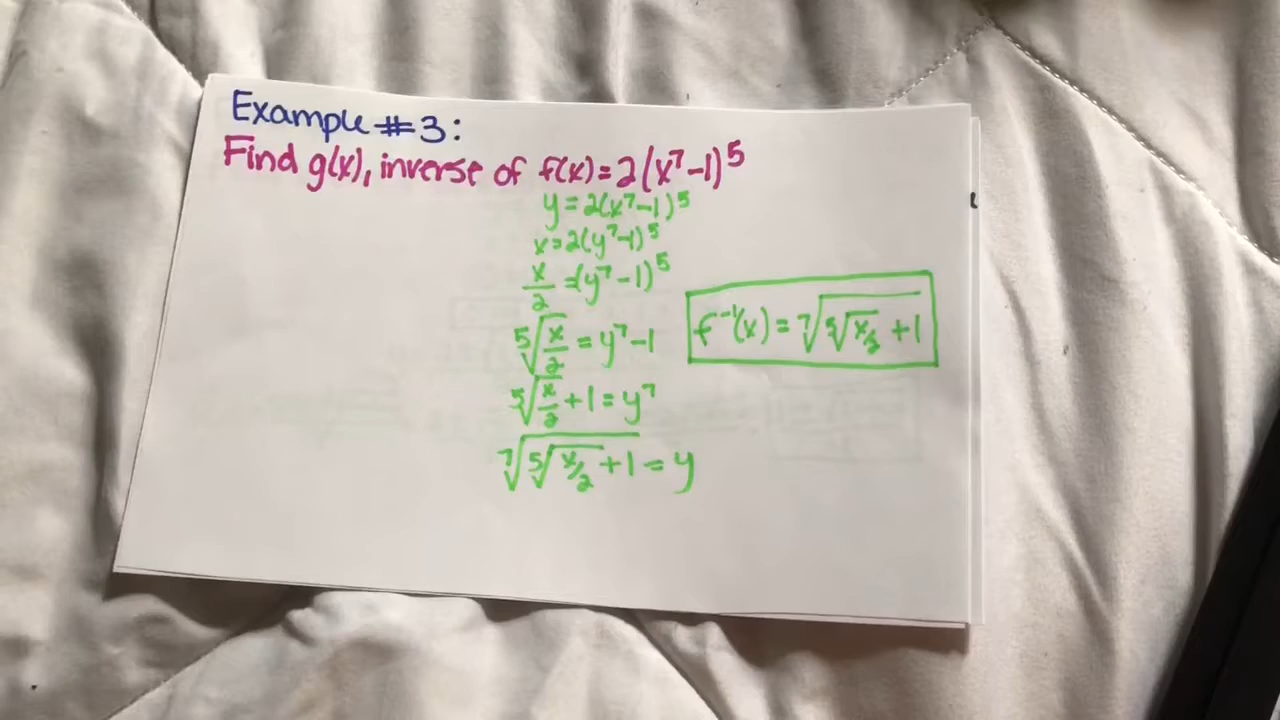 Example #3:
Find g(x), inverse of f(x)=2(x⁷-1)⁵
y=2(x⁷-1)⁵
x=2(y⁷-1)⁵
x/2=(y⁷-1)⁵
⁵√(x/2)=y⁷-1
⁵√(x/2)+1=y⁷
⁷√(⁵√(x/2)+1)=y
f⁻¹(x)=⁷√(⁵√(x/2)+1)